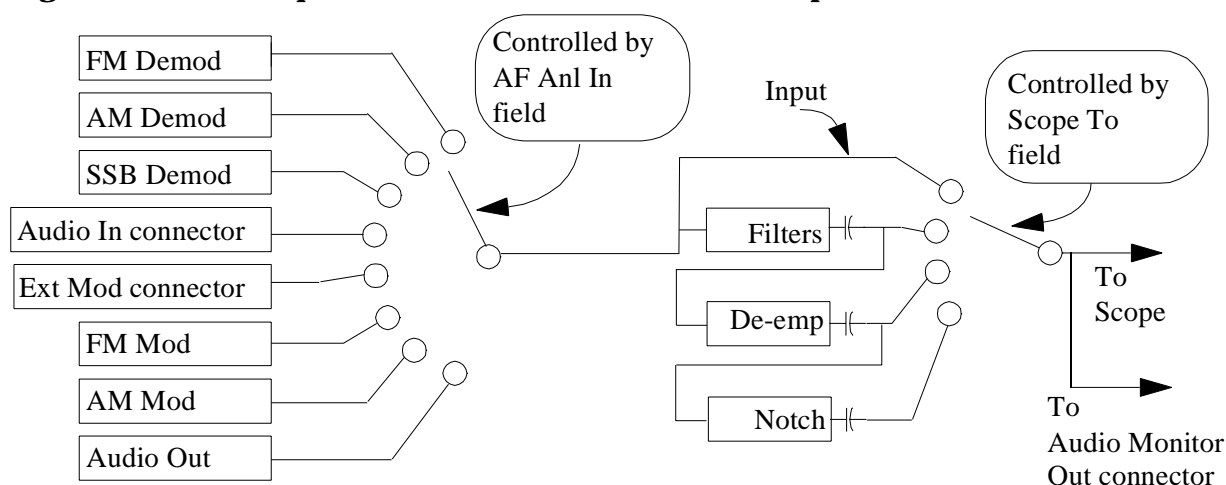 FM Demod
AM Demod
SSB Demod
Audio In connector
Ext Mod connector
FM Mod
AM Mod
Audio Out
Controlled by
AF Anl In
field
Input
Filters
De-emp
Notch
Controlled by
Scope To
field
To
Scope
To
Audio Monitor
Out connector